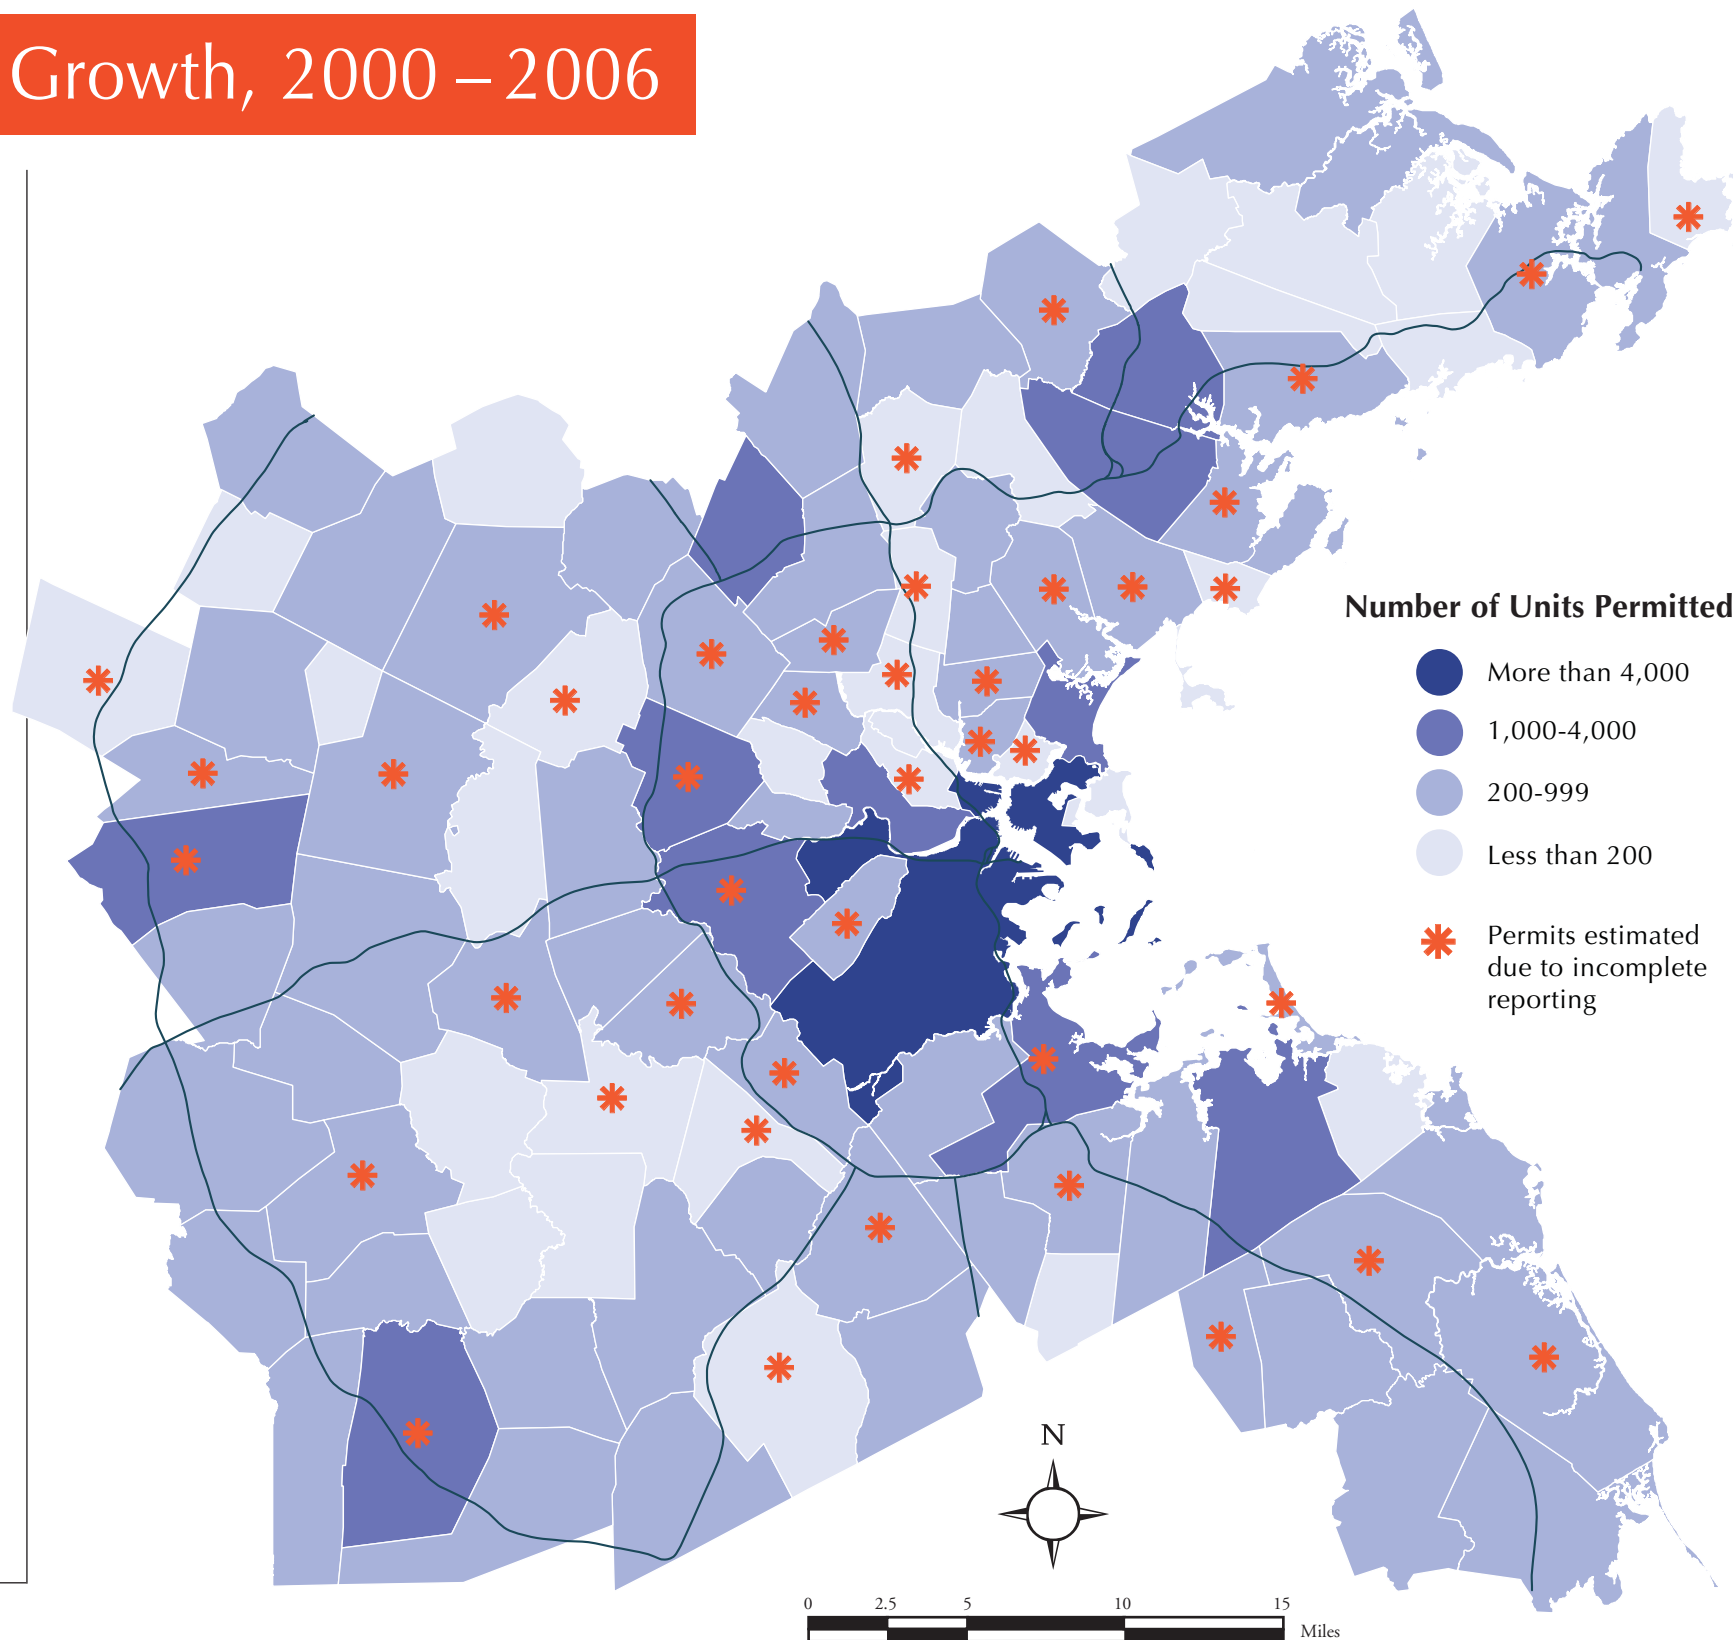 Growth, 2000 – 2006
Number of Units Permitted
More than 4,000
1,000-4,000
200-999
Less than 200
Permits estimated
due to incomplete
reporting
N
0 2.5 5 10 15
Miles